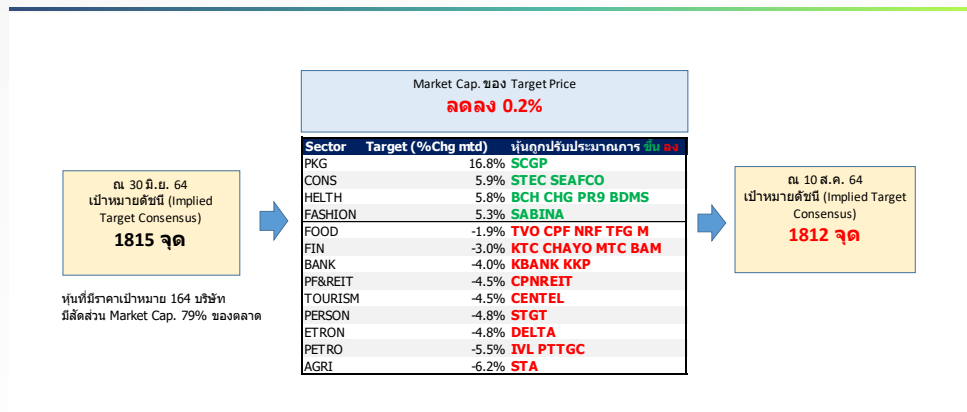 Market Cap. ของ Target Price
ลดลง 0.2%
ณ 30 มิ.ย. 64
เป้าหมายดัชนี (Implied
Target Consensus)
1815 จุด
หุ้นที่มีราคาเป้าหมาย 164 บริษัท
มีสัดส่วน Market Cap. 79% ของตลาด
Sector Target (%Chg mtd) หุ้นถูกปรับประมาณการ ขึ้น ลง
PKG 16.8% SCGP
CONS 5.9% STEC SEAFCO
HELTH 5.8% BCH CHG PR9 BDMS
FASHION 5.3% SABINA
FOOD -1.9% TVO CPF NRF TFG M
FIN -3.0% KTC CHAYO MTC BAM
BANK -4.0% KBANK KKP
PF&REIT -4.5% CPNREIT
TOURISM -4.5% CENTEL
PERSON -4.8% STGT
ETRON -4.8% DELTA
PETRO -5.5% IVL PTTGC
AGRI -6.2% STA
ณ 10 ส.ค. 64
เป้าหมายดัชนี (Implied Target
Consensus)
1812 จุด